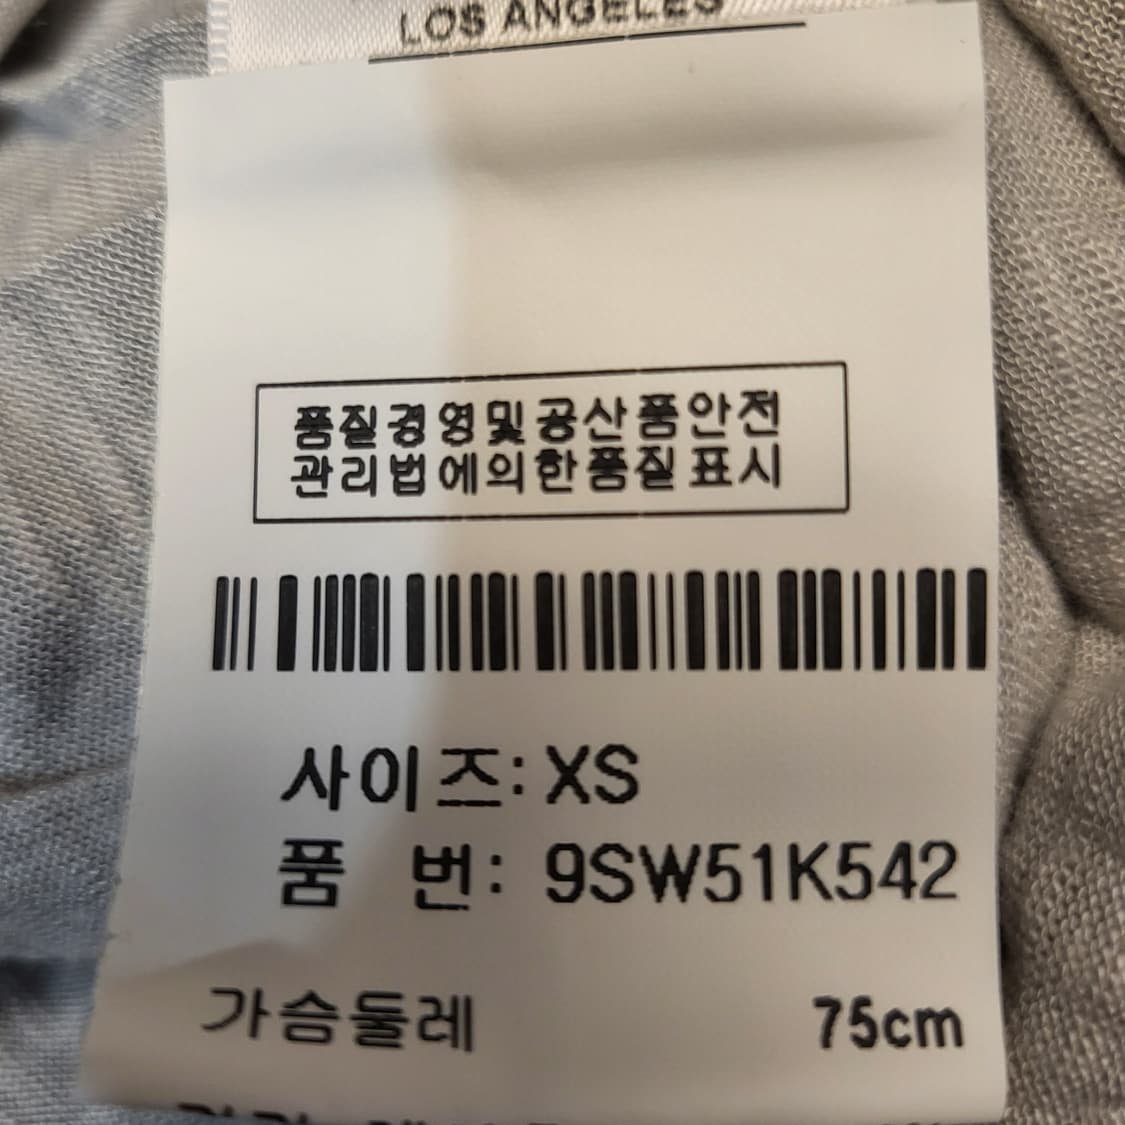 LOS ANGELES
품질경영및공산품안전
관리법에의한품질표시
사이즈: XS
품 번: 9SW51K542
가슴둘레 75cm